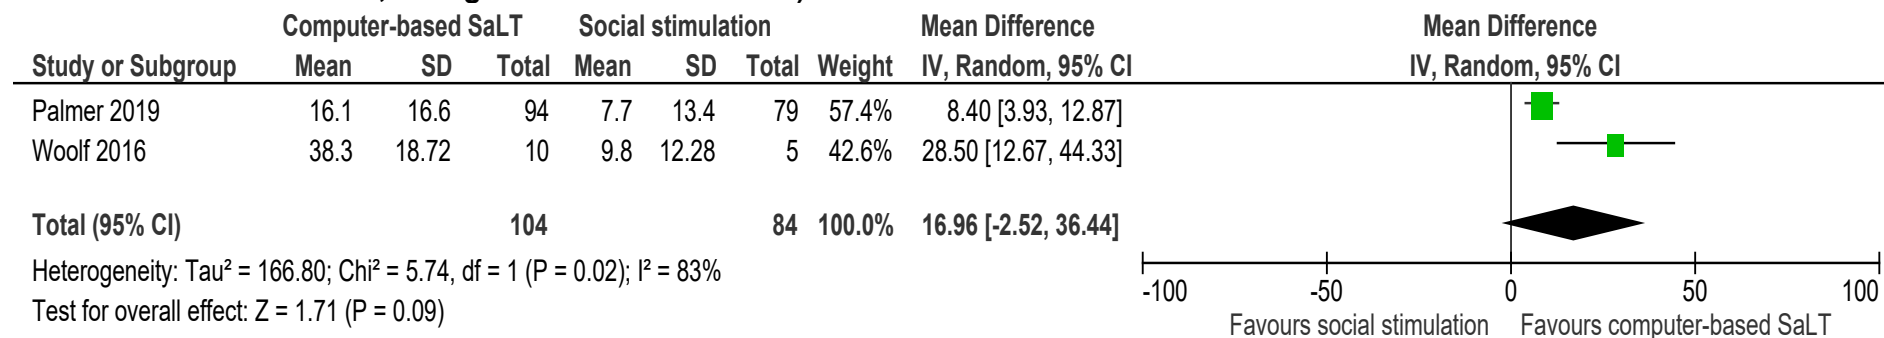 Computer-based SaLT Social stimulation Mean Difference Mean Difference
Study or Subgroup Mean SD Total Mean SD Total Weight IV, Random, 95% CI IV, Random, 95% CI
Palmer 2019 16.1 16.6 94 7.7 13.4 79 57.4% 8.40 [3.93, 12.87]
Woolf 2016 38.3 18.72 10 9.8 12.28 5 42.6% 28.50 [12.67, 44.33]
Total (95% CI) 104 84 100.0% 16.96 [-2.52, 36.44]
Heterogeneity: Tau² = 166.80; Chi² = 5.74, df = 1 (P = 0.02); I² = 83%
Test for overall effect: Z = 1.71 (P = 0.09)
-100 -50 0 50 100
Favours social stimulation Favours computer-based SaLT